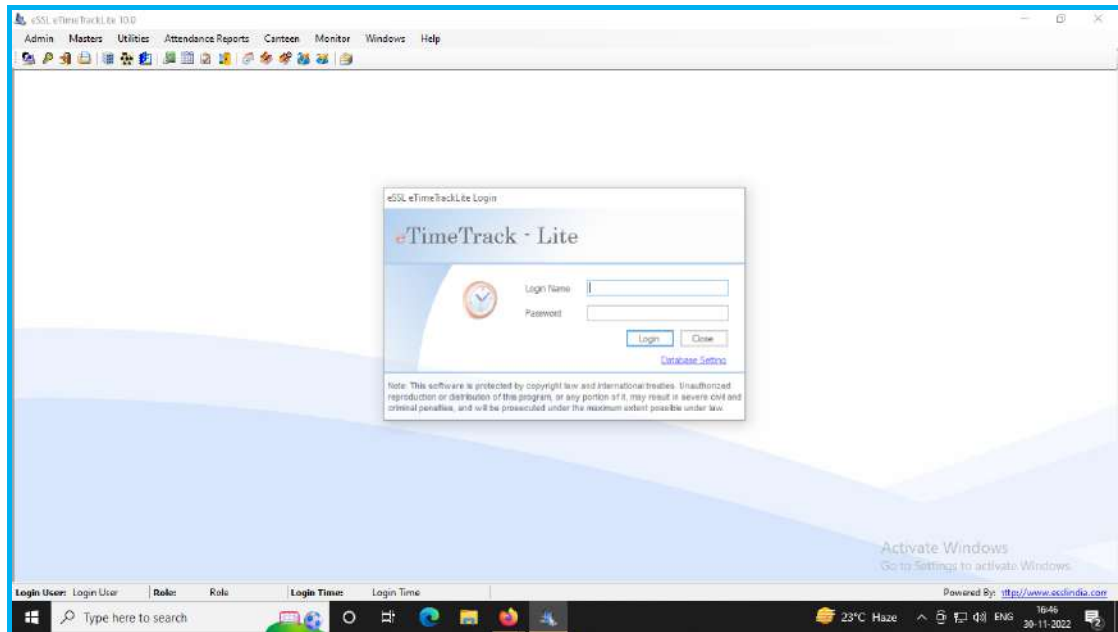 eSSL eTimeTrackLite 10.0
Admin Masters Utilities Attendance Reports Canteen Monitor Windows Help
eSSL eTimeTrackLite Login
eTimeTrack - Lite
Login Name
Password
Login Close
Database Setting
Note: This software is protected by copyright law and international treaties. Unauthorized
reproduction or distribution of this program, or any portion of it, may result in severe civil and
criminal penalties, and will be prosecuted under the maximum extent possible under law.
Activate Windows
Go to Settings to activate Windows.
Login User: Login User Role: Role Login Time: Login Time Powered By: http://www.esslindia.com
Type here to search 23°C Haze ENG 16:46
30-11-2022